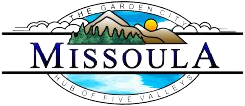 THE GARDEN CITY
MISSOULA
HUB OF FIVE VALLEYS